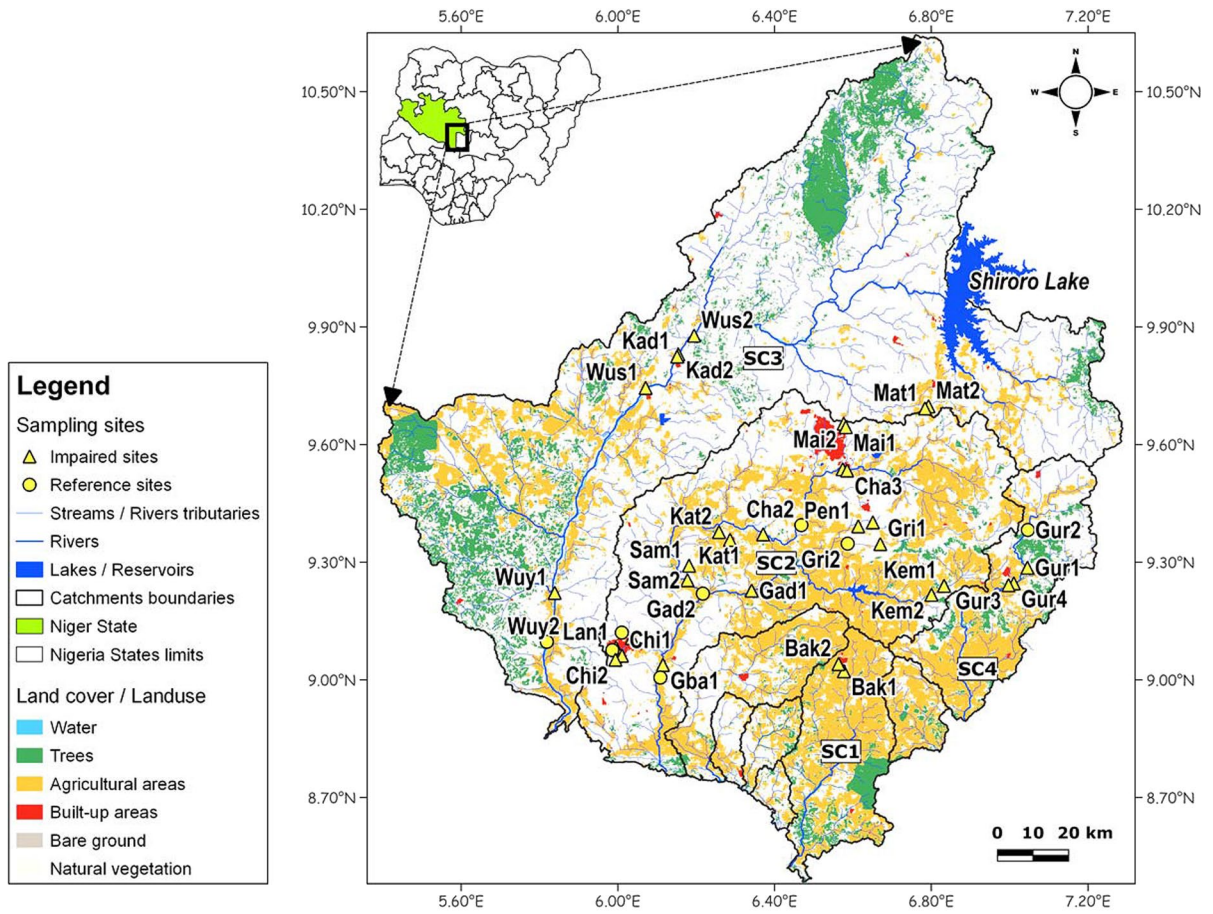 5.60°E 6.00°E 6.40°E 6.80°E 7.20°E
N
W E
S
10.50°N 10.50°N
10.20°N 10.20°N
Shiroro Lake
9.90°N 9.90°N
Wus2
Kad1
SC3
Kad2
Wus1
Mat1 Mat2
9.60°N 9.60°N
Mai2 Mai1
Cha3
Cha2 Pen1
Kat2 Gri1 Gur2
Sam1 Kat1
9.30°N 9.30°N
SC2 Gri2 Kem1
Wuy1 Sam2 Gur1
Gad2 Gad1 Kem2 Gur3 Gur4
Wuy2 Lan1 Chi1
Bak2
Chi2 Gba1 SC4
9.00°N 9.00°N
Bak1
SC1
8.70°N 8.70°N
0 10 20 km
5.60°E 6.00°E 6.40°E 6.80°E 7.20°E
Legend
Sampling sites
Impaired sites
Reference sites
Streams / Rivers tributaries
Rivers
Lakes / Reservoirs
Catchments boundaries
Niger State
Nigeria States limits
Land cover / Landuse
Water
Trees
Agricultural areas
Built-up areas
Bare ground
Natural vegetation